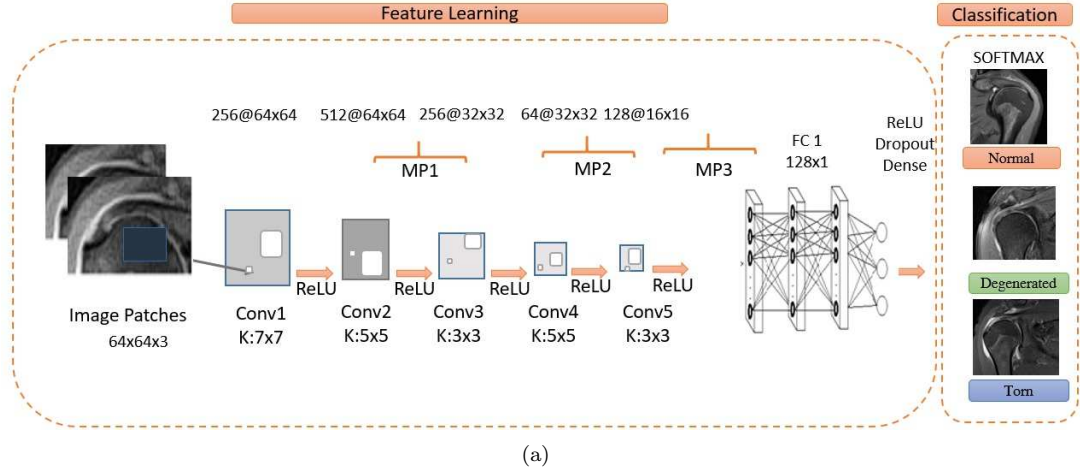 Feature Learning
Classification
SOFTMAX
256@64x64
512@64x64
256@32x32
64@32x32
128@16x16
MP1
MP2
MP3
FC 1
128x1
ReLU
Dropout
Dense
Normal
Degenerated
Torn
ReLU
ReLU
ReLU
ReLU
ReLU
Image Patches
64x64x3
Conv1
K:7x7
Conv2
K:5x5
Conv3
K:3x3
Conv4
K:5x5
Conv5
K:3x3
(a)